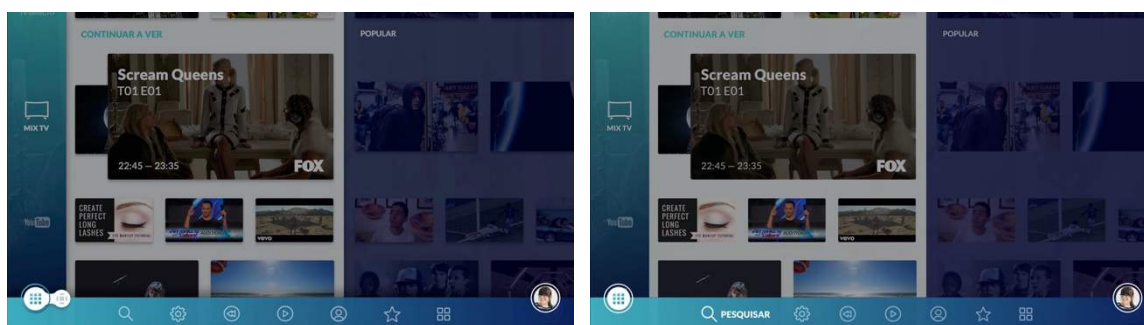 CONTINUAR A VER
POPULAR
Scream Queens
T01 E01
MIX TV
22:45 — 23:35
FOX
CREATE
PERFECT
LONG
LASHES
YouTube
vevo
CONTINUAR A VER
POPULAR
Scream Queens
T01 E01
MIX TV
22:45 — 23:35
FOX
CREATE
PERFECT
LONG
LASHES
YouTube
vevo
PESQUISAR